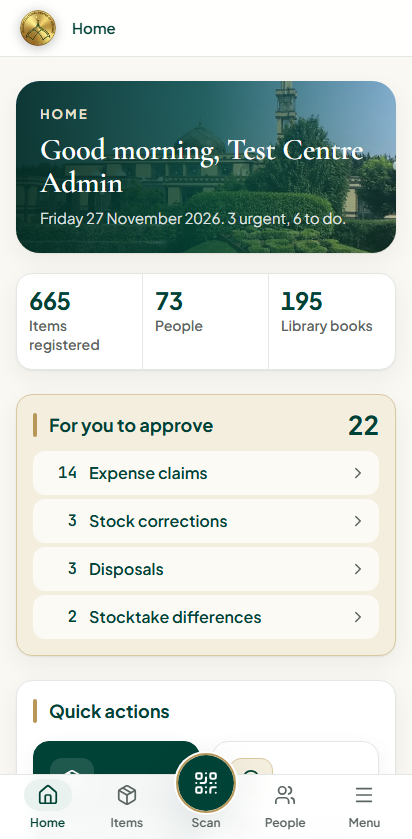 Home
HOME
Good morning, Test Centre
Admin
Friday 27 November 2026. 3 urgent, 6 to do.
665
Items
registered
73
People
195
Library books
For you to approve
22
14 Expense claims
3 Stock corrections
3 Disposals
2 Stocktake differences
Quick actions
Home
Items
Scan
People
Menu